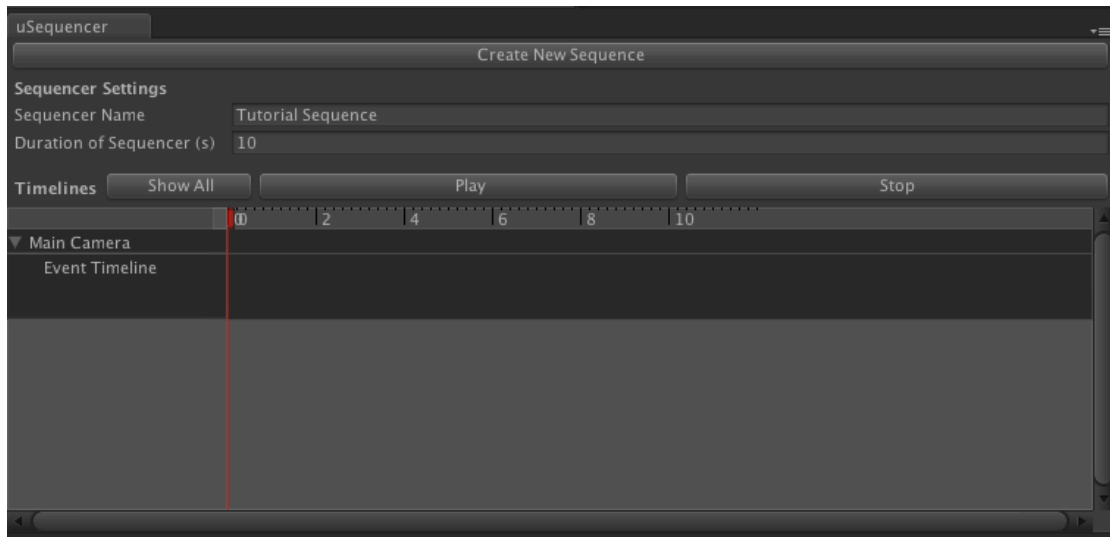 uSequencer
Create New Sequence
Sequencer Settings
Sequencer Name Tutorial Sequence
Duration of Sequencer (s) 10
Timelines Show All Play Stop
0 2 4 6 8 10
Main Camera
Event Timeline